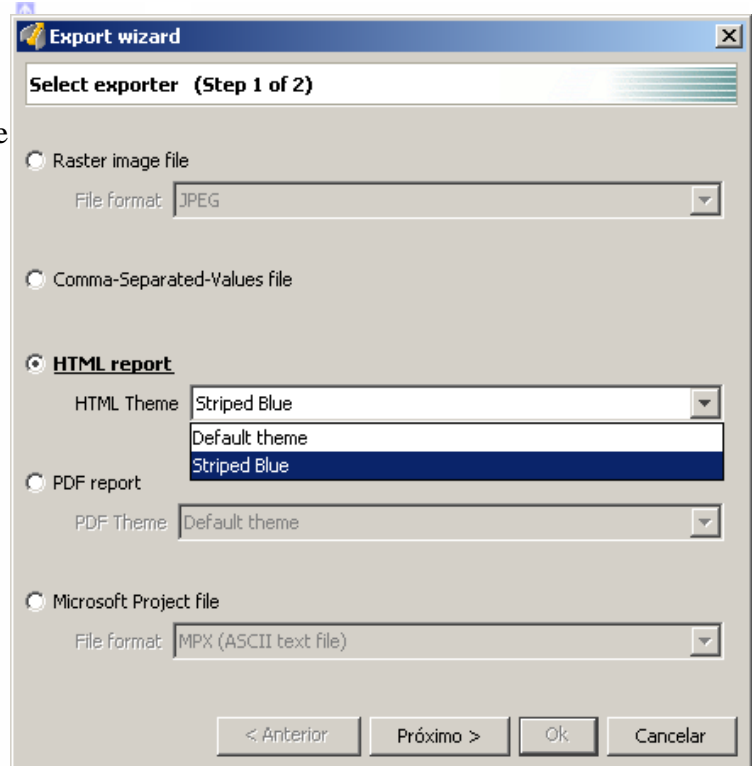 Export wizard
Select exporter (Step 1 of 2)
e
Raster image file
File format JPEG
Comma-Separated-Values file
HTML report
HTML Theme Striped Blue
Default theme
Striped Blue
PDF report
PDF Theme Default theme
Microsoft Project file
File format MPX (ASCII text file)
< Anterior Próximo > Ok Cancelar